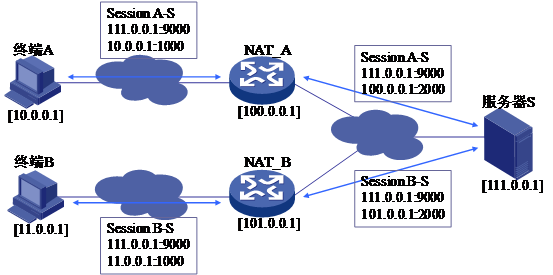 Session A-S
111.0.0.1:9000
10.0.0.1:1000
终端A
[10.0.0.1]
NAT_A
[100.0.0.1]
Session A-S
111.0.0.1:9000
100.0.0.1:2000
服务器S
[111.0.0.1]
终端B
[11.0.0.1]
NAT_B
[101.0.0.1]
Session B-S
111.0.0.1:9000
101.0.0.1:2000
Session B-S
111.0.0.1:9000
11.0.0.1:1000